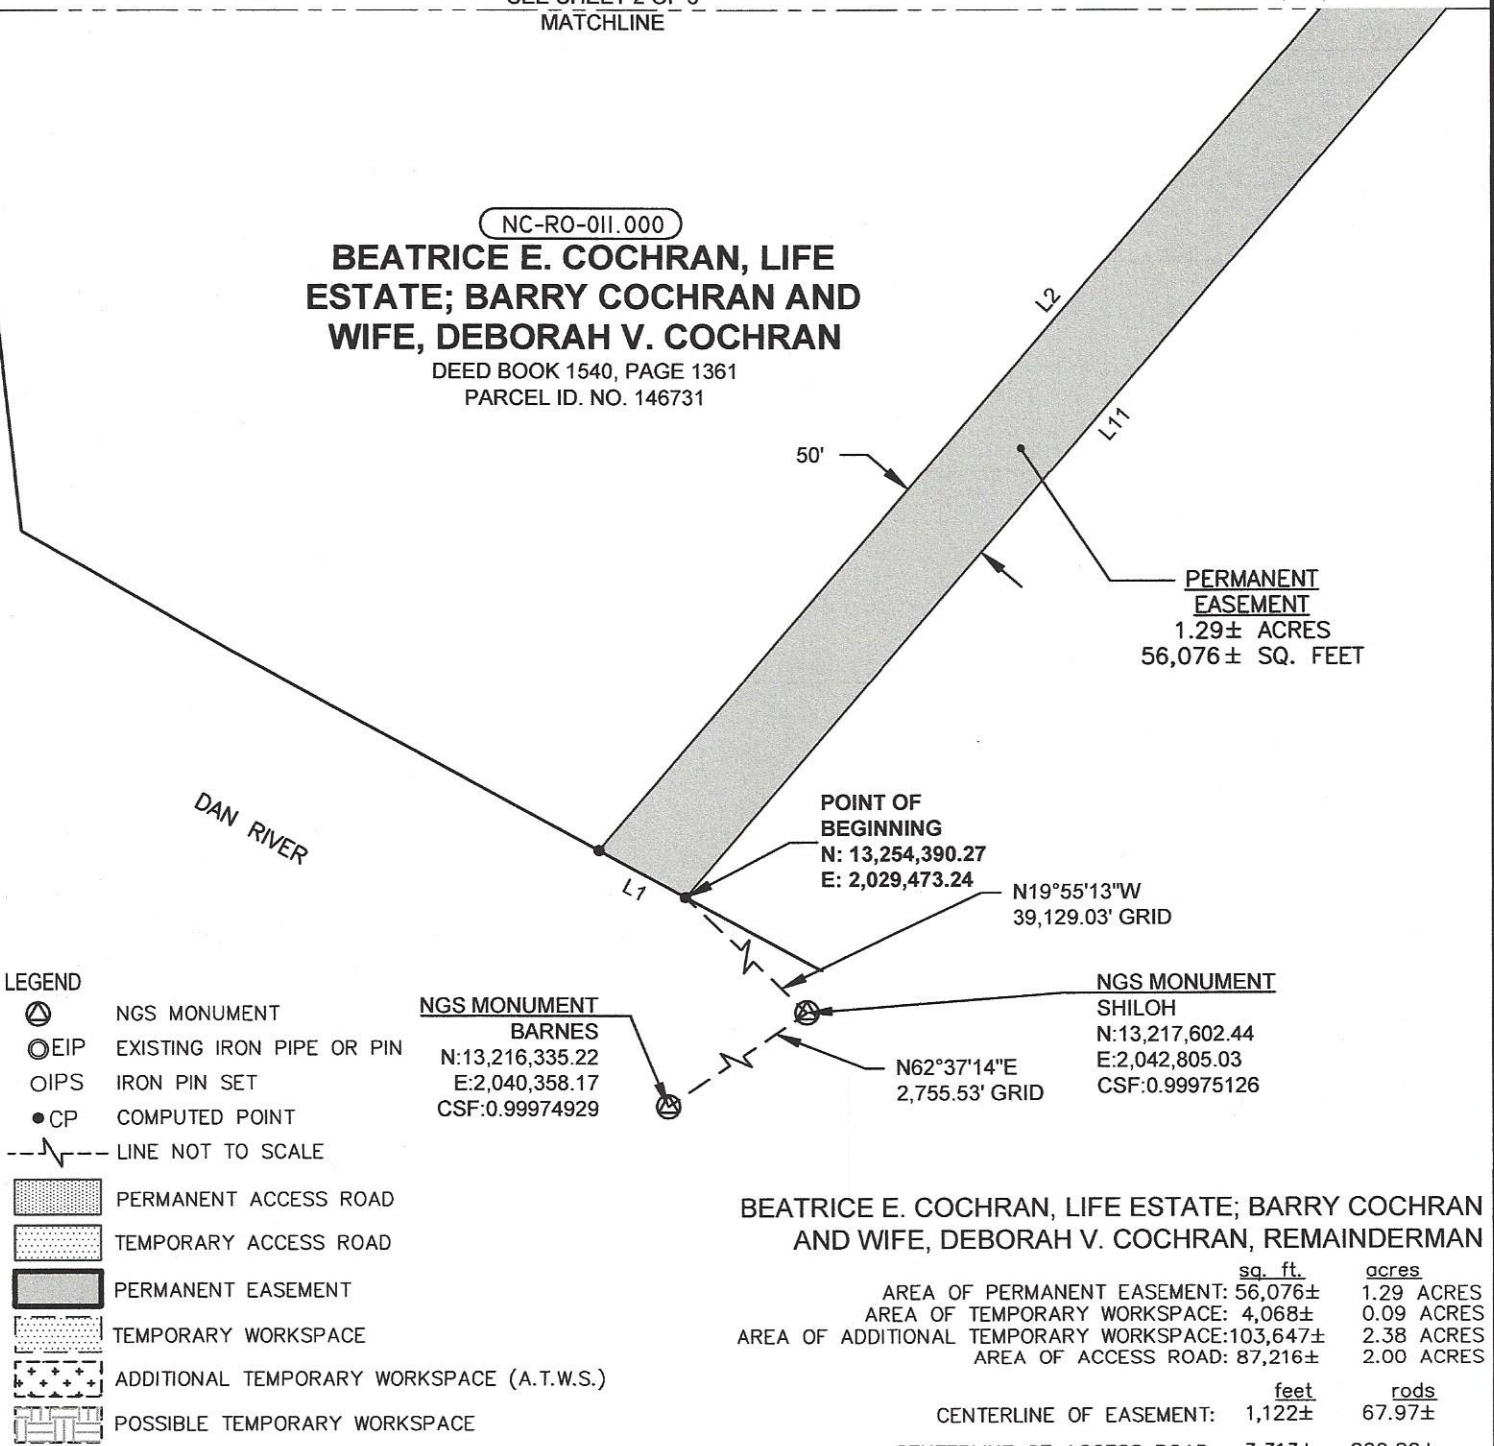 MATCHLINE
NC-RO-011.000
BEATRICE E. COCHRAN, LIFE
ESTATE; BARRY COCHRAN AND
WIFE, DEBORAH V. COCHRAN
DEED BOOK 1540, PAGE 1361
PARCEL ID. NO. 146731
L2
L11
50'
PERMANENT
EASEMENT
1.29± ACRES
56,076± SQ. FEET
DAN RIVER
L1
POINT OF
BEGINNING
N: 13,254,390.27
E: 2,029,473.24
N19°55'13"W
39,129.03' GRID
NGS MONUMENT
SHILOH
N:13,217,602.44
E:2,042,805.03
CSF:0.99975126
NGS MONUMENT
BARNES
N:13,216,335.22
E:2,040,358.17
CSF:0.99974929
N62°37'14"E
2,755.53' GRID
LEGEND
NGS MONUMENT
EIP EXISTING IRON PIPE OR PIN
IPS IRON PIN SET
CP COMPUTED POINT
LINE NOT TO SCALE
PERMANENT ACCESS ROAD
TEMPORARY ACCESS ROAD
PERMANENT EASEMENT
TEMPORARY WORKSPACE
ADDITIONAL TEMPORARY WORKSPACE (A.T.W.S.)
POSSIBLE TEMPORARY WORKSPACE
BEATRICE E. COCHRAN, LIFE ESTATE; BARRY COCHRAN
AND WIFE, DEBORAH V. COCHRAN, REMAINDERMAN
sq. ft. acres
AREA OF PERMANENT EASEMENT: 56,076± 1.29 ACRES
AREA OF TEMPORARY WORKSPACE: 4,068± 0.09 ACRES
AREA OF ADDITIONAL TEMPORARY WORKSPACE:103,647± 2.38 ACRES
AREA OF ACCESS ROAD: 87,216± 2.00 ACRES
feet rods
CENTERLINE OF EASEMENT: 1,122± 67.97±